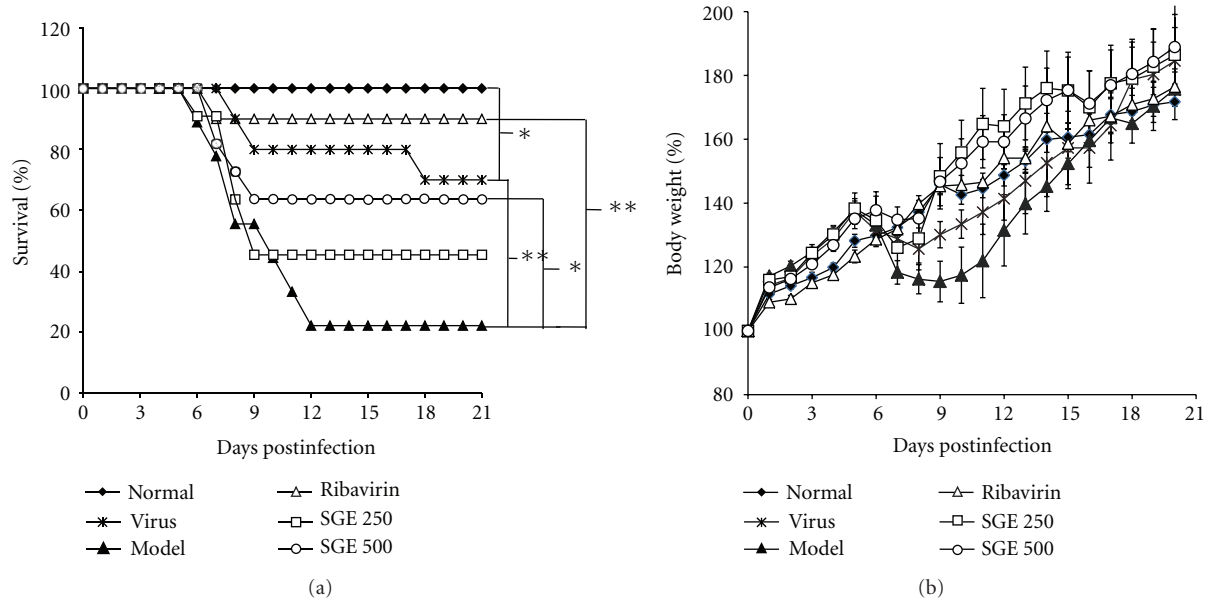 120
100
80
60
40
20
0
Survival (%)
0 3 6 9 12 15 18 21
Days postinfection
*
**
*
**
Normal
Virus
Model
Ribavirin
SGE 250
SGE 500
(a)
200
180
160
140
120
100
80
Body weight (%)
0 3 6 9 12 15 18 21
Days postinfection
Normal
Virus
Model
Ribavirin
SGE 250
SGE 500
(b)